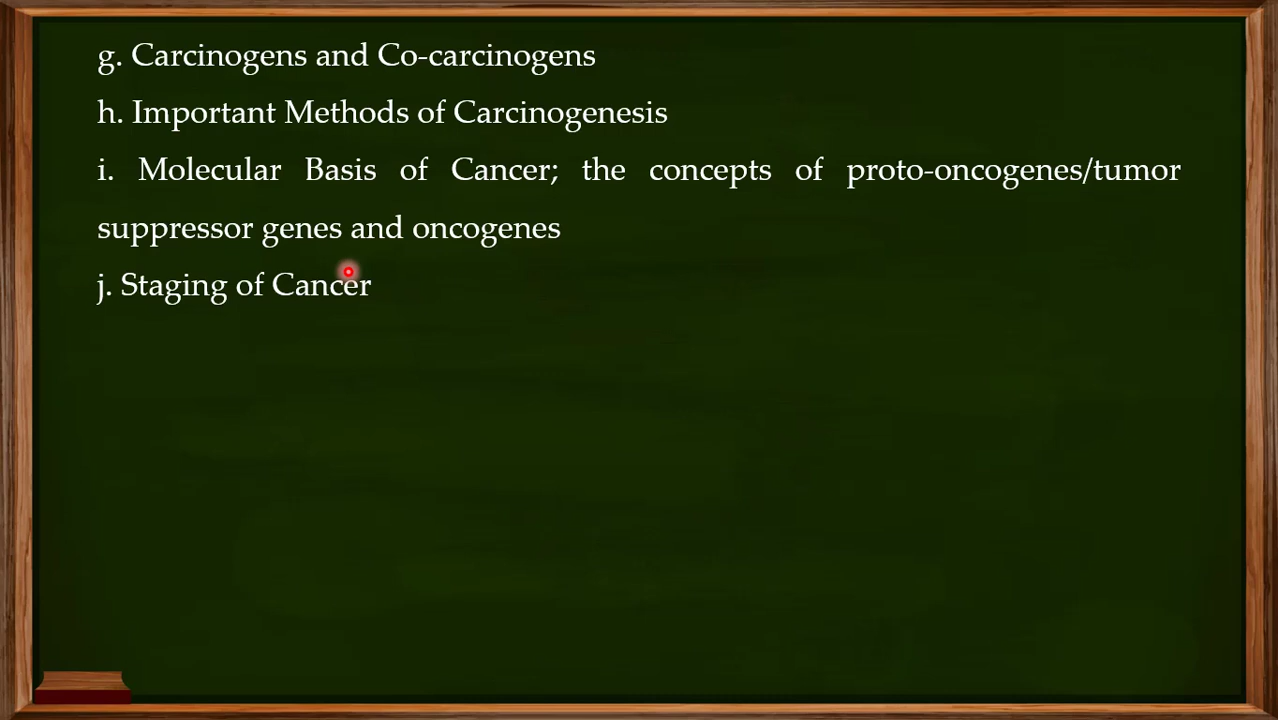 g. Carcinogens and Co-carcinogens
h. Important Methods of Carcinogenesis
i. Molecular Basis of Cancer; the concepts of proto-oncogenes/tumor
suppressor genes and oncogenes
j. Staging of Cancer